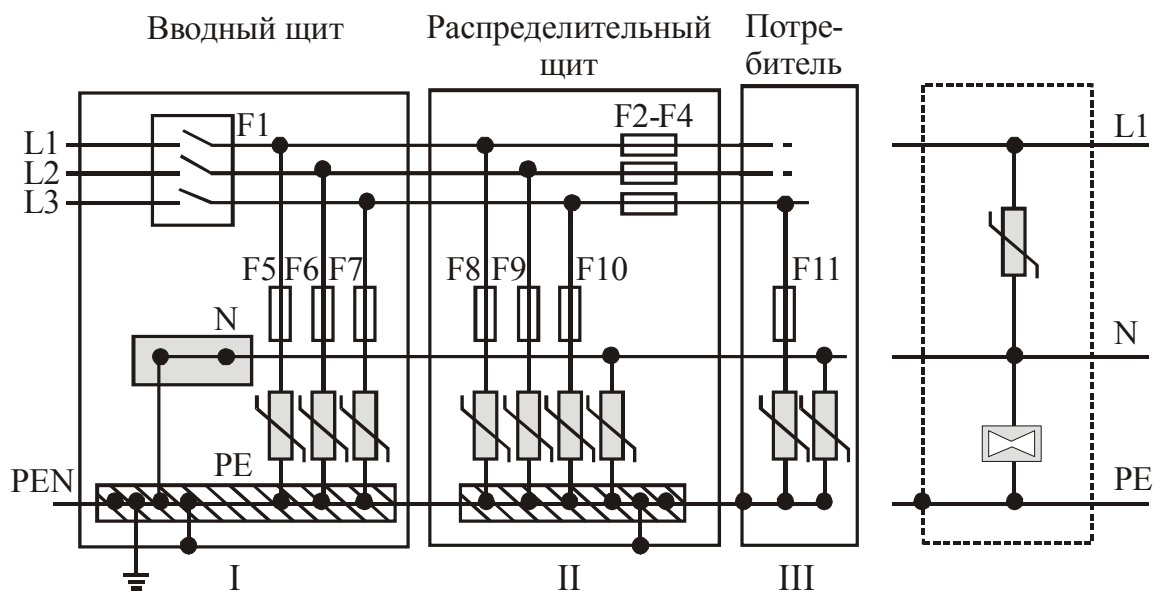 Вводный щит
Распределительный
щит
Потре-
битель
F1
F2-F4
L1
L1
L2
L3
F5 F6 F7
F8 F9 F10
F11
N
N
PE
PEN
PE
I
II
III